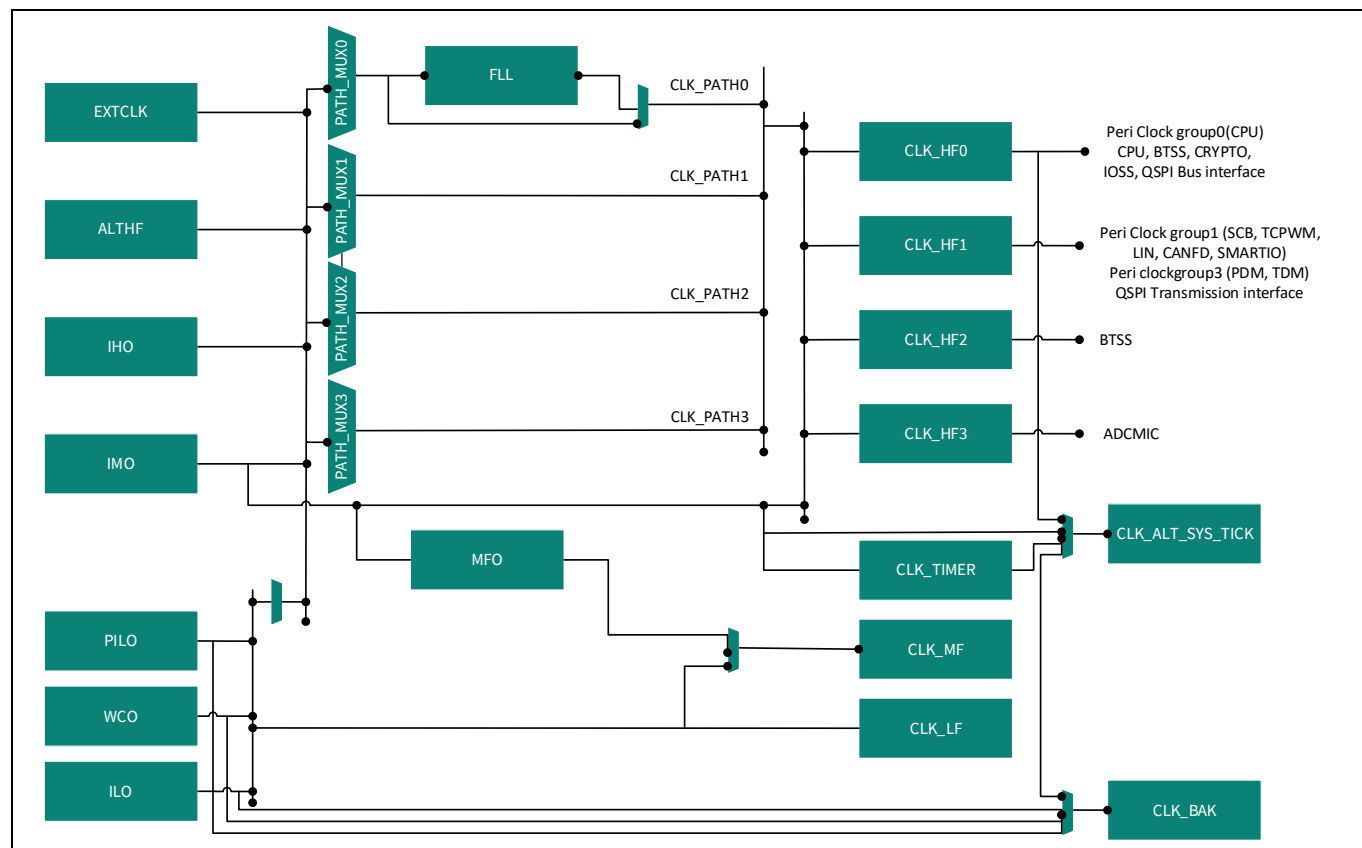 EXTCLK
ALTHF
IHO
IMO
PILO
WCO
ILO
PATH_MUX0
PATH_MUX1
PATH_MUX2
PATH_MUX3
FLL
MFO
CLK_PATH0
CLK_PATH1
CLK_PATH2
CLK_PATH3
CLK_HF0
CLK_HF1
CLK_HF2
CLK_HF3
CLK_TIMER
CLK_MF
CLK_LF
Peri Clock group0(CPU)
CPU, BTSS, CRYPTO,
IOSS, QSPI Bus interface
Peri Clock group1 (SCB, TCPWM,
LIN, CANFD, SMARTIO)
Peri clockgroup3 (PDM, TDM)
QSPI Transmission interface
BTSS
ADCMIC
CLK_ALT_SYS_TICK
CLK_BAK